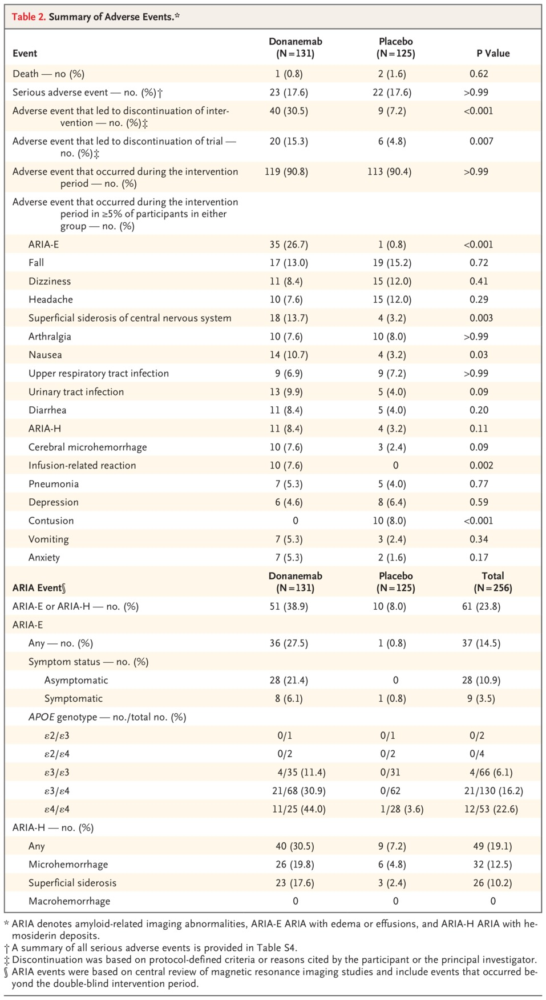 Table 2. Summary of Adverse Events.*
Event Donanemab (N=131) Placebo (N=125) P Value
Death — no (%) 1 (0.8) 2 (1.6) 0.62
Serious adverse event — no. (%)† 23 (17.6) 22 (17.6) >0.99
Adverse event that led to discontinuation of inter- 40 (30.5) 9 (7.2) <0.001
vention — no. (%)‡
Adverse event that led to discontinuation of trial — 20 (15.3) 6 (4.8) 0.007
no. (%)‡
Adverse event that occurred during the intervention 119 (90.8) 113 (90.4) >0.99
period — no. (%)
Adverse event that occurred during the intervention
period in ≥5% of participants in either
group — no. (%)
ARIA-E 35 (26.7) 1 (0.8) <0.001
Fall 17 (13.0) 19 (15.2) 0.72
Dizziness 11 (8.4) 15 (12.0) 0.41
Headache 10 (7.6) 15 (12.0) 0.29
Superficial siderosis of central nervous system 18 (13.7) 4 (3.2) 0.003
Arthralgia 10 (7.6) 10 (8.0) >0.99
Nausea 14 (10.7) 4 (3.2) 0.03
Upper respiratory tract infection 9 (6.9) 9 (7.2) >0.99
Urinary tract infection 13 (9.9) 5 (4.0) 0.09
Diarrhea 11 (8.4) 5 (4.0) 0.20
ARIA-H 11 (8.4) 4 (3.2) 0.11
Cerebral microhemorrhage 10 (7.6) 3 (2.4) 0.09
Infusion-related reaction 10 (7.6) 0 0.002
Pneumonia 7 (5.3) 5 (4.0) 0.77
Depression 6 (4.6) 8 (6.4) 0.59
Contusion 0 10 (8.0) <0.001
Vomiting 7 (5.3) 3 (2.4) 0.34
Anxiety 7 (5.3) 2 (1.6) 0.17
ARIA Event§ Donanemab (N=131) Placebo (N=125) Total (N=256)
ARIA-E or ARIA-H — no. (%) 51 (38.9) 10 (8.0) 61 (23.8)
ARIA-E
Any — no. (%) 36 (27.5) 1 (0.8) 37 (14.5)
Symptom status — no. (%)
Asymptomatic 28 (21.4) 0 28 (10.9)
Symptomatic 8 (6.1) 1 (0.8) 9 (3.5)
APOE genotype — no./total no. (%)
ε2/ε3 0/1 0/1 0/2
ε2/ε4 0/2 0/2 0/4
ε3/ε3 4/35 (11.4) 0/31 4/66 (6.1)
ε3/ε4 21/68 (30.9) 0/62 21/130 (16.2)
ε4/ε4 11/25 (44.0) 1/28 (3.6) 12/53 (22.6)
ARIA-H — no. (%)
Any 40 (30.5) 9 (7.2) 49 (19.1)
Microhemorrhage 26 (19.8) 6 (4.8) 32 (12.5)
Superficial siderosis 23 (17.6) 3 (2.4) 26 (10.2)
Macrohemorrhage 0 0 0
* ARIA denotes amyloid-related imaging abnormalities, ARIA-E ARIA with edema or effusions, and ARIA-H ARIA with he-
mosiderin deposits.
† A summary of all serious adverse events is provided in Table S4.
‡ Discontinuation was based on protocol-defined criteria or reasons cited by the participant or the principal investigator.
§ ARIA events were based on central review of magnetic resonance imaging studies and include events that occurred be-
yond the double-blind intervention period.